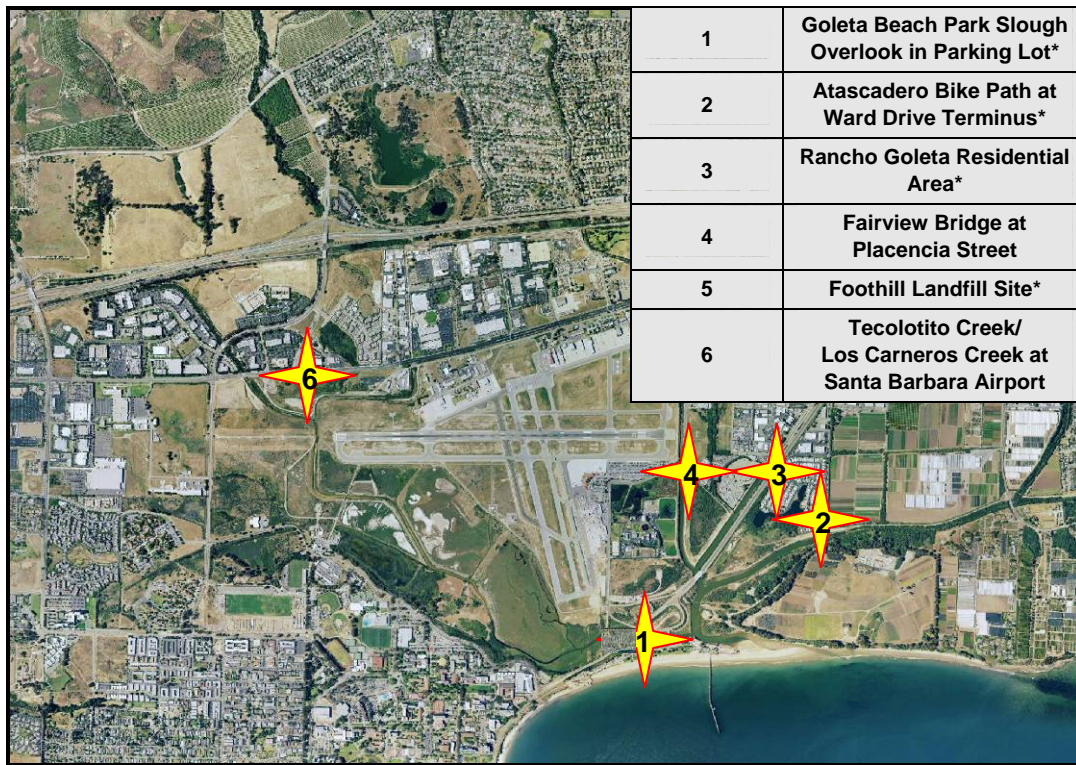 1
Goleta Beach Park Slough
Overlook in Parking Lot*
2
Atascadero Bike Path at
Ward Drive Terminus*
3
Rancho Goleta Residential
Area*
4
Fairview Bridge at
Placencia Street
5
Foothill Landfill Site*
6
Tecolotito Creek/
Los Carneros Creek at
Santa Barbara Airport
6
4
3
2
1